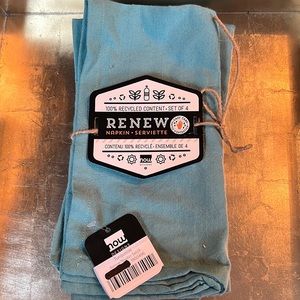 100% RECYCLED CONTENT • SET OF 4
RENEW
NAPKIN • SERVIETTE
CONTENU 100% RECYCLÉ • ENSEMBLE DE 4
now
now